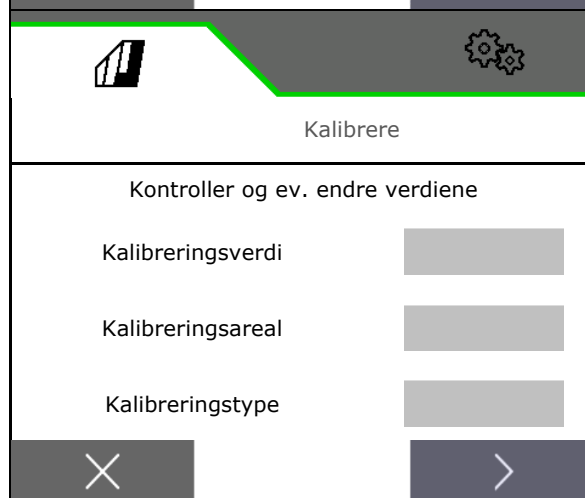 Kalibrere
Kontroller og ev. endre verdiene
Kalibreringsverdi
Kalibreringsareal
Kalibreringstype